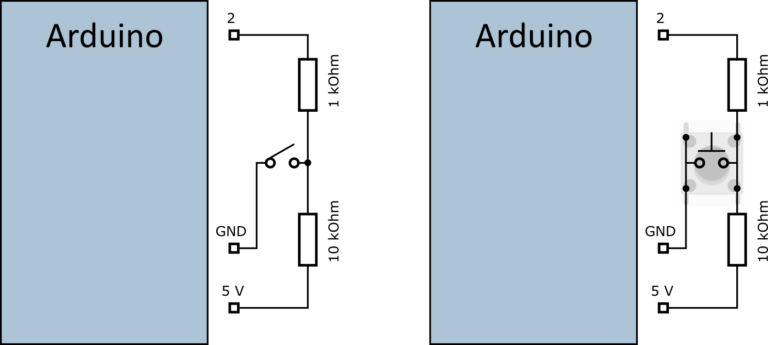 Arduino
2
1 kOhm
GND
10 kOhm
5 V
Arduino
2
1 kOhm
GND
10 kOhm
5 V